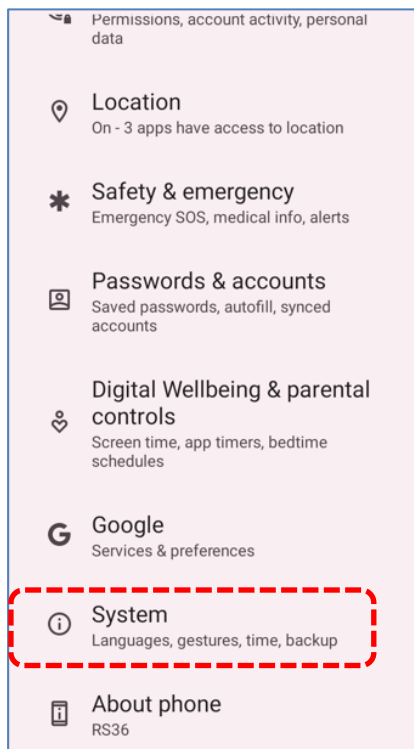 Permissions, account activity, personal
data
Location
On - 3 apps have access to location
Safety & emergency
Emergency SOS, medical info, alerts
Passwords & accounts
Saved passwords, autofill, synced
accounts
Digital Wellbeing & parental
controls
Screen time, app timers, bedtime
schedules
Google
Services & preferences
System
Languages, gestures, time, backup
About phone
RS36